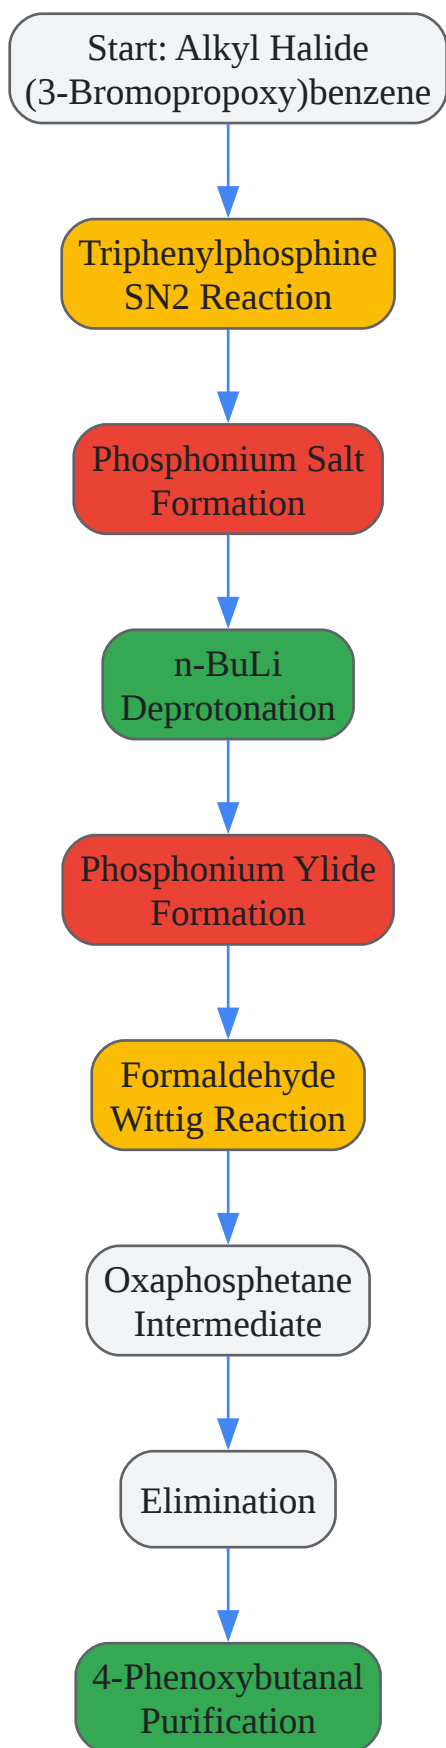 Start: Alkyl Halide
(3-Bromopropoxy)benzene
Triphenylphosphine
SN2 Reaction
Phosphonium Salt
Formation
n-BuLi
Deprotonation
Phosphonium Ylide
Formation
Formaldehyde
Wittig Reaction
Oxaphosphetane
Intermediate
Elimination
4-Phenoxybutanal
Purification